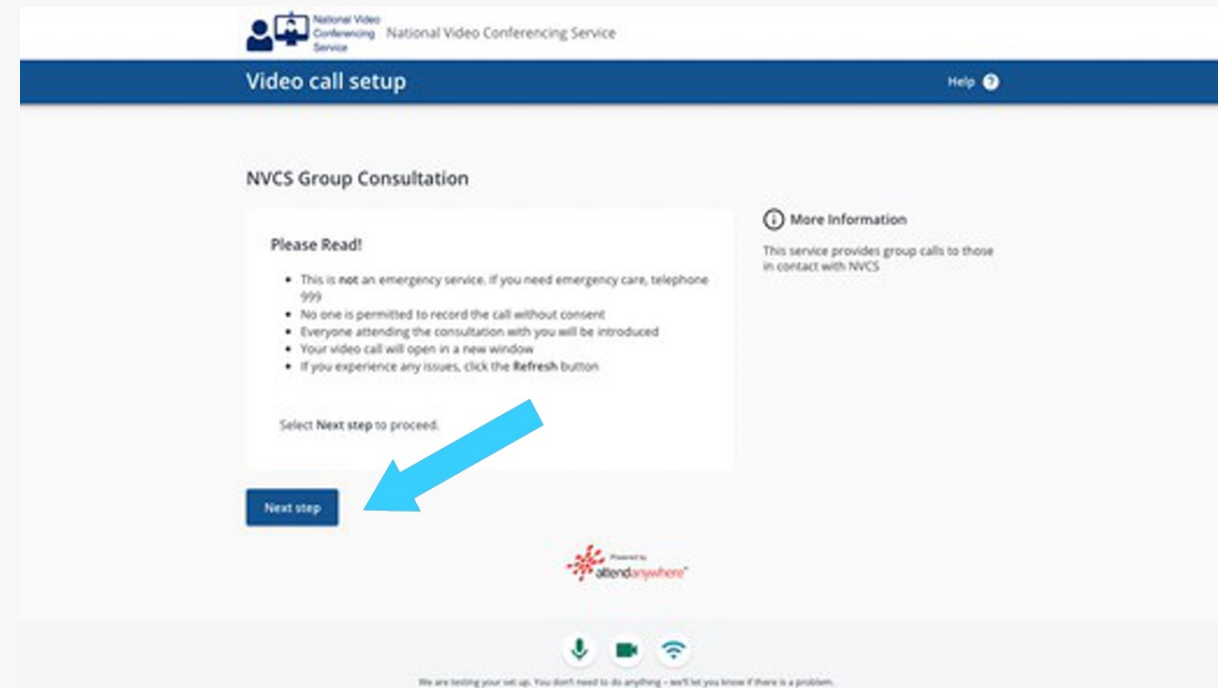 National Video
Conferencing
Service
National Video Conferencing Service
Video call setup
Help ?
NVCS Group Consultation
Please Read!
• This is not an emergency service. If you need emergency care, telephone
999
• No one is permitted to record the call without consent
• Everyone attending the consultation with you will be introduced
• Your video call will open in a new window
• If you experience any issues, click the Refresh button
Select Next step to proceed.
i More Information
This service provides group calls to those
in contact with NVCS
Next step
Powered by
attendanywhere™
We are testing your set up. You don't need to do anything – we'll let you know if there is a problem.